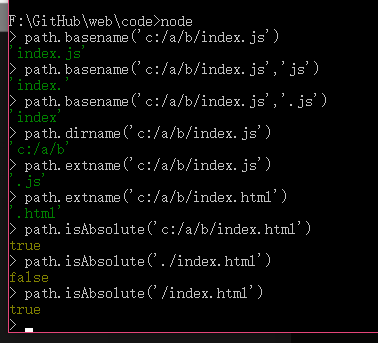 F:\GitHub\web\code>node
> path.basename('c:/a/b/index.js')
'index.js'
> path.basename('c:/a/b/index.js','js')
'index.'
> path.basename('c:/a/b/index.js','.js')
'index'
> path.dirname('c:/a/b/index.js')
'c:/a/b'
> path.extname('c:/a/b/index.js')
'.js'
> path.extname('c:/a/b/index.html')
'.html'
> path.isAbsolute('c:/a/b/index.html')
true
> path.isAbsolute('./index.html')
false
> path.isAbsolute('/index.html')
true
>